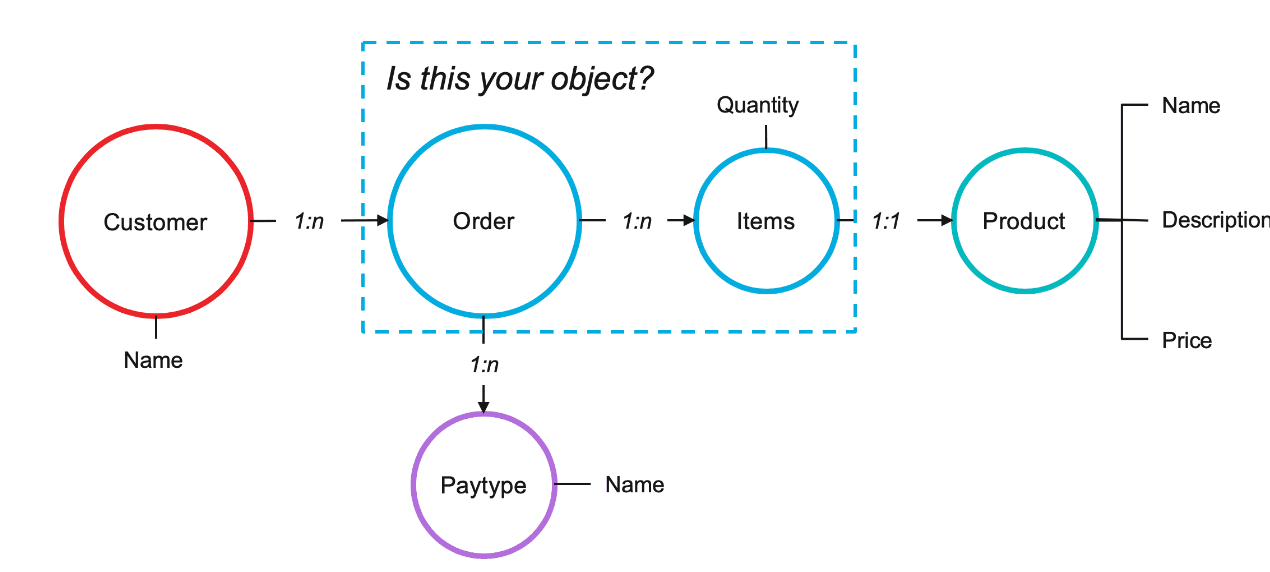 Is this your object?
Quantity
Name
Customer
1:n
Order
1:n
Items
1:1
Product
Description
Price
Name
1:n
Paytype
Name